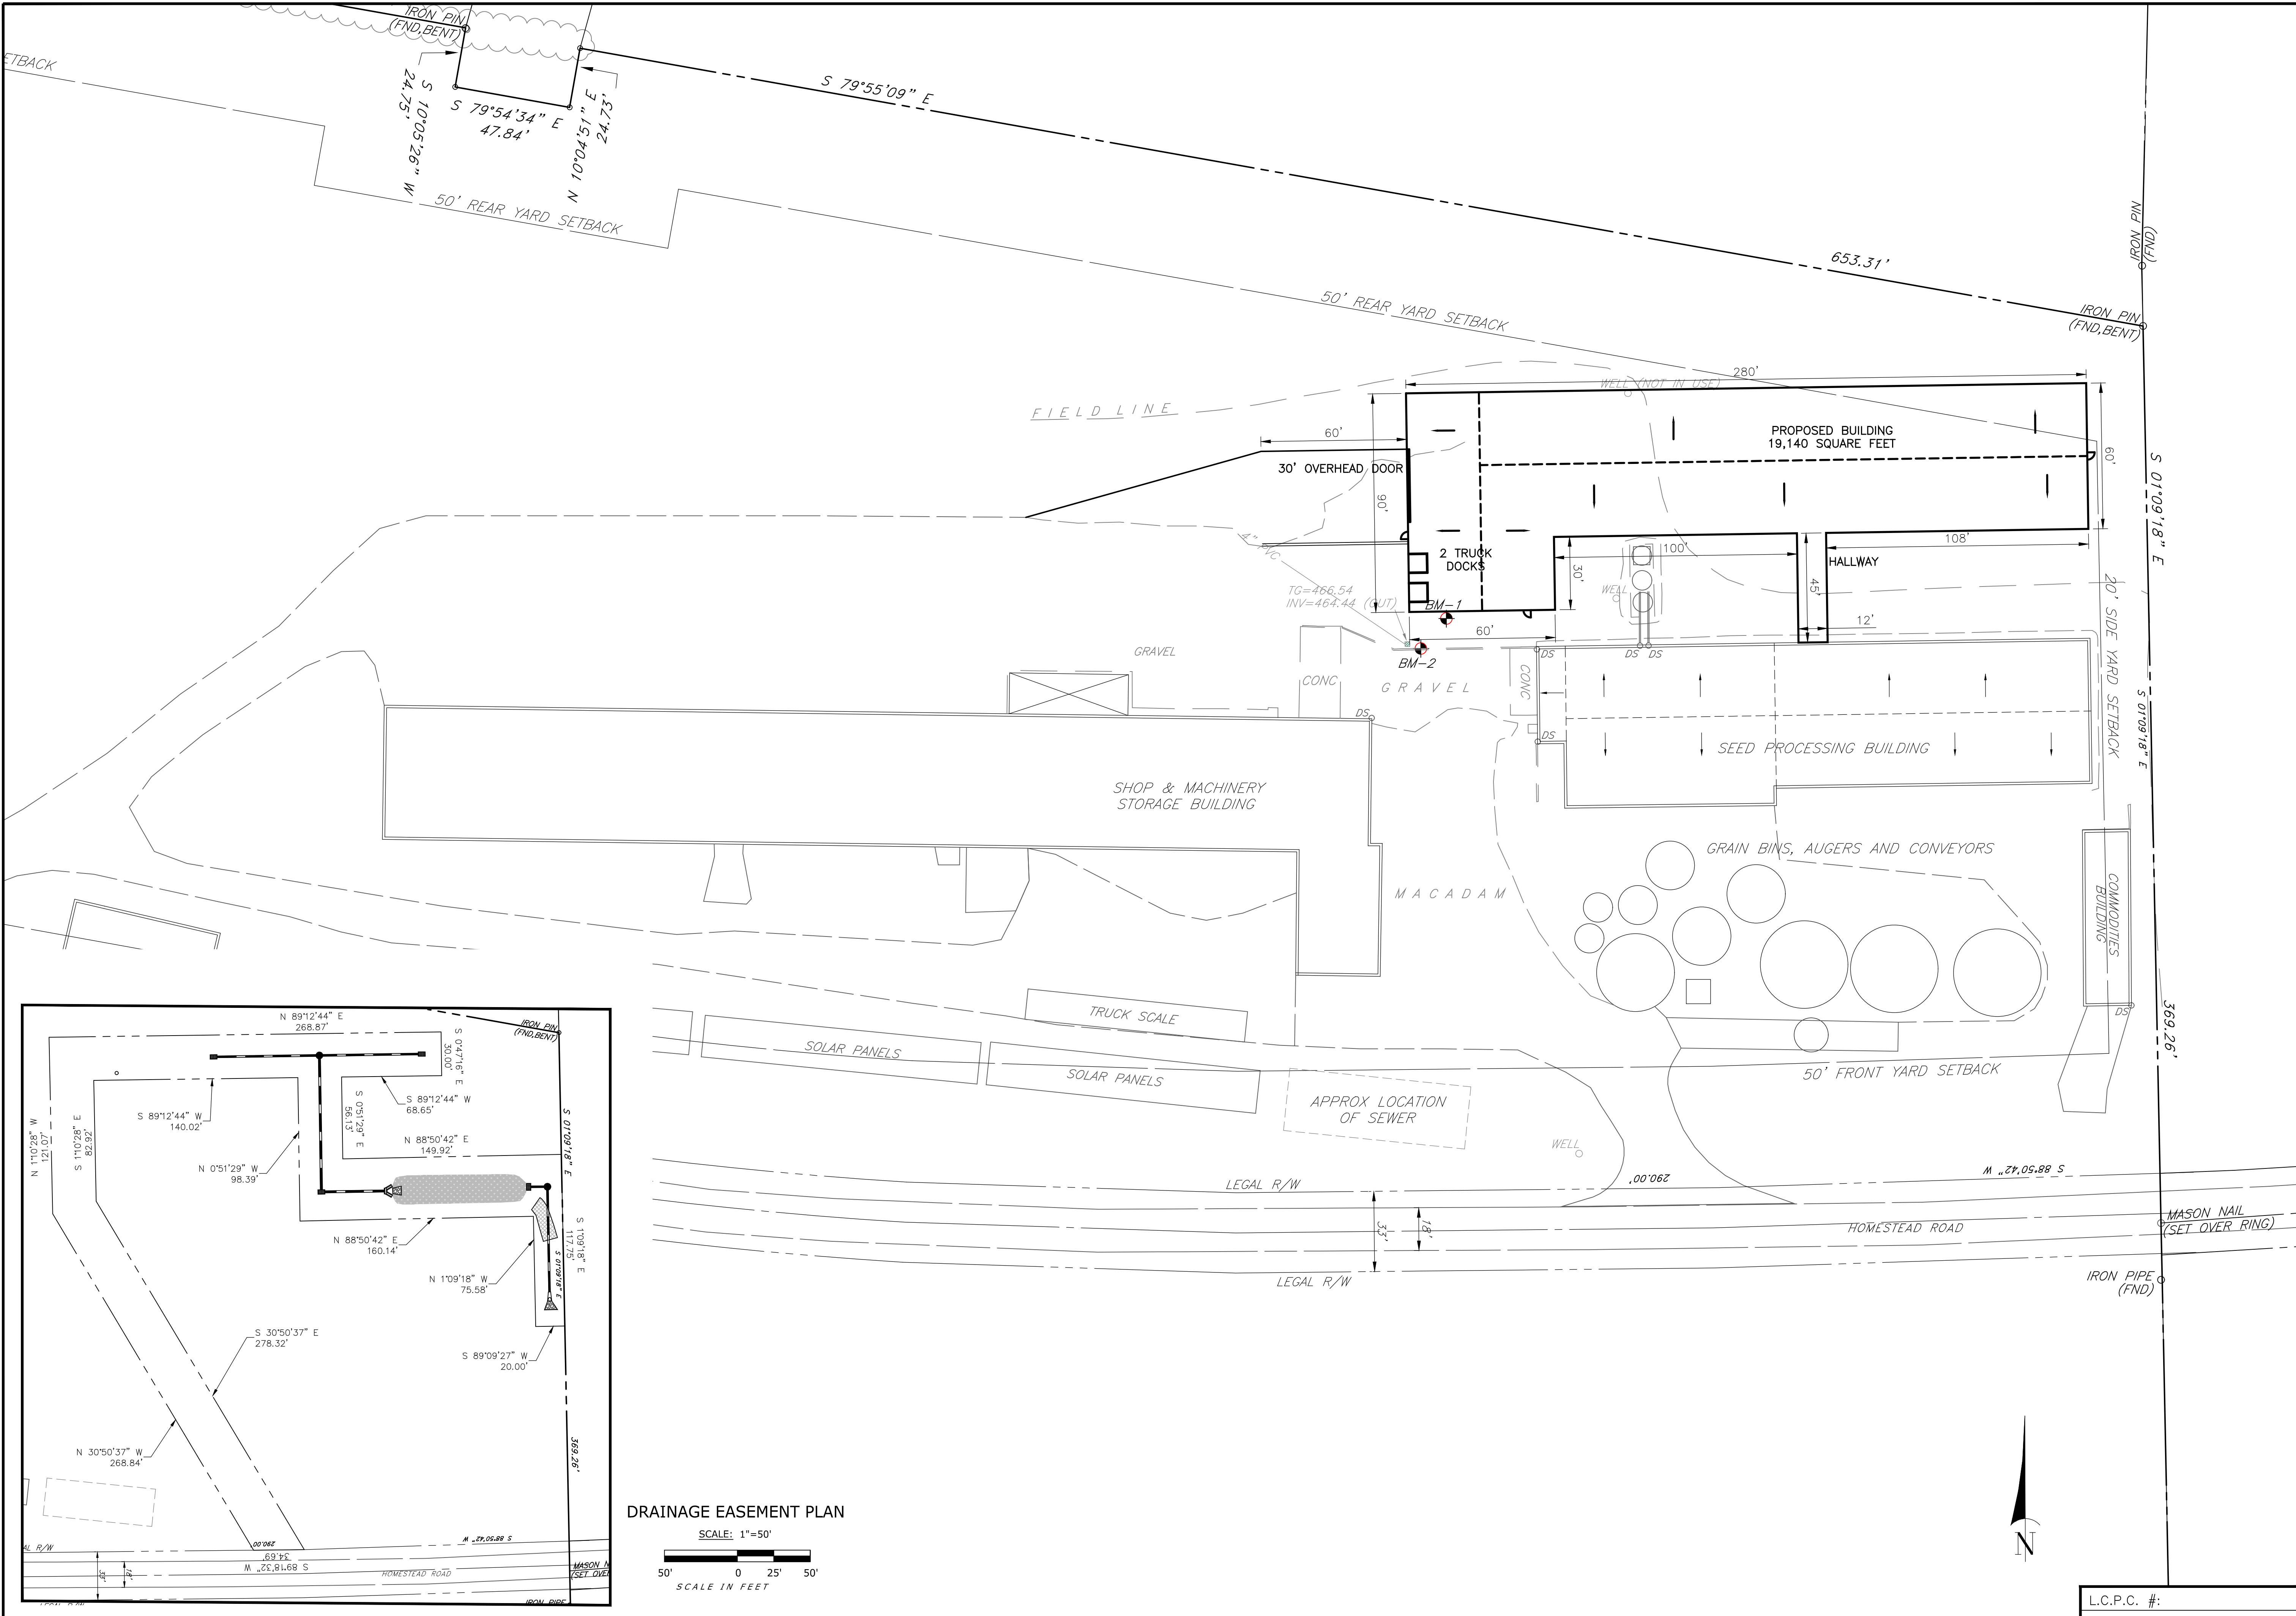 IRON PIN
(FND,BENT)
ETBACK
S 10°05'26" W
24.75'
S 79°54'34" E
47.84'
N 10°04'51" E
24.73'
50' REAR YARD SETBACK
S 79°55'09" E
653.31'
IRON PIN
(FND)
IRON PIN
(FND,BENT)
50' REAR YARD SETBACK
WELL (NOT IN USE)
280'
FIELD LINE
60'
30' OVERHEAD DOOR
90'
PROPOSED BUILDING
19,140 SQUARE FEET
60'
S 01°09'18" E
4" PVC
2 TRUCK
DOCKS
100'
30'
45'
HALLWAY
108'
12'
WELL
TG=466.54
INV=464.44 (OUT)
BM-1
60'
BM-2
20' SIDE YARD SETBACK
S 01°09'18" E
GRAVEL
CONC
GRAVEL
CONC
DS
DS
DS
DS
DS
SEED PROCESSING BUILDING
SHOP & MACHINERY
STORAGE BUILDING
GRAIN BINS, AUGERS AND CONVEYORS
MACADAM
COMMODITIES
BUILDING
DS
369.26'
TRUCK SCALE
SOLAR PANELS
SOLAR PANELS
50' FRONT YARD SETBACK
APPROX LOCATION
OF SEWER
WELL
LEGAL R/W
290.00'
S 88°50'42" W
33'
18'
HOMESTEAD ROAD
MASON NAIL
(SET OVER RING)
LEGAL R/W
IRON PIPE
(FND)
N 89°12'44" E
268.87'
IRON PIN
(FND,BENT)
S 0°47'16" E
30.00'
S 89°12'44" W
140.02'
S 89°12'44" W
68.65'
S 0°51'29" E
56.13'
N 1°10'28" W
121.07'
S 1°10'28" E
82.92'
N 88°50'42" E
149.92'
S 01°09'18" E
N 0°51'29" W
98.39'
N 88°50'42" E
160.14'
S 1°09'18" E
117.75'
S 01°09'18" E
N 1°09'18" W
75.58'
S 30°50'37" E
278.32'
S 89°09'27" W
20.00'
N 30°50'37" W
268.84'
369.26'
290.00'
S 88°50'42" W
AL R/W
34.69'
S 89°18'32" W
33'
18'
HOMESTEAD ROAD
MASON N
(SET OVER
IRON PIPE
DRAINAGE EASEMENT PLAN
SCALE: 1"=50'
50' 0 25' 50'
SCALE IN FEET
N
L.C.P.C. #: